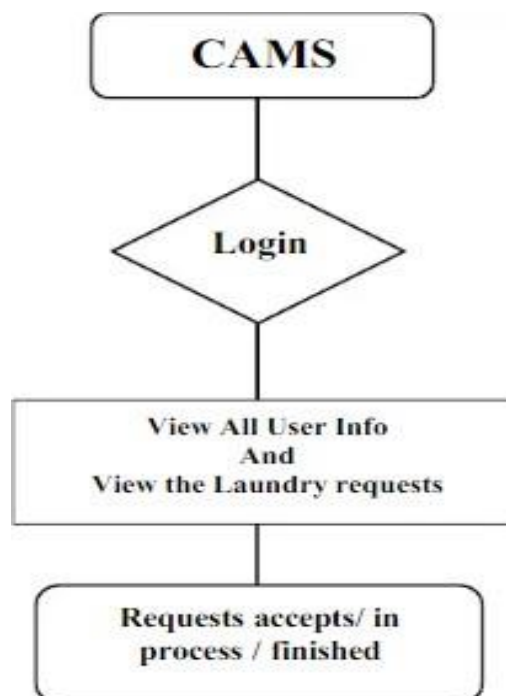 CAMS
Login
View All User Info
And
View the Laundry requests
Requests accepts/ in
process / finished